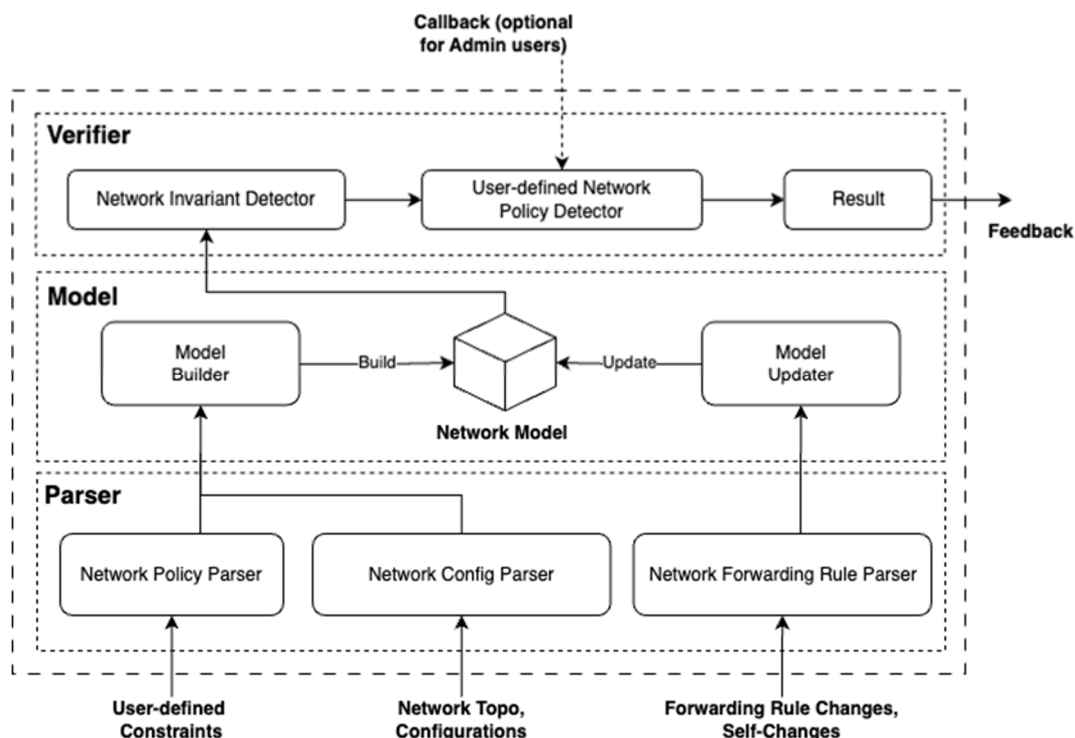 Callback (optional
for Admin users)
Verifier
Network Invariant Detector
User-defined Network
Policy Detector
Result
Feedback
Model
Model
Builder
Build
Update
Model
Updater
Network Model
Parser
Network Policy Parser
Network Config Parser
Network Forwarding Rule Parser
User-defined
Constraints
Network Topo,
Configurations
Forwarding Rule Changes,
Self-Changes